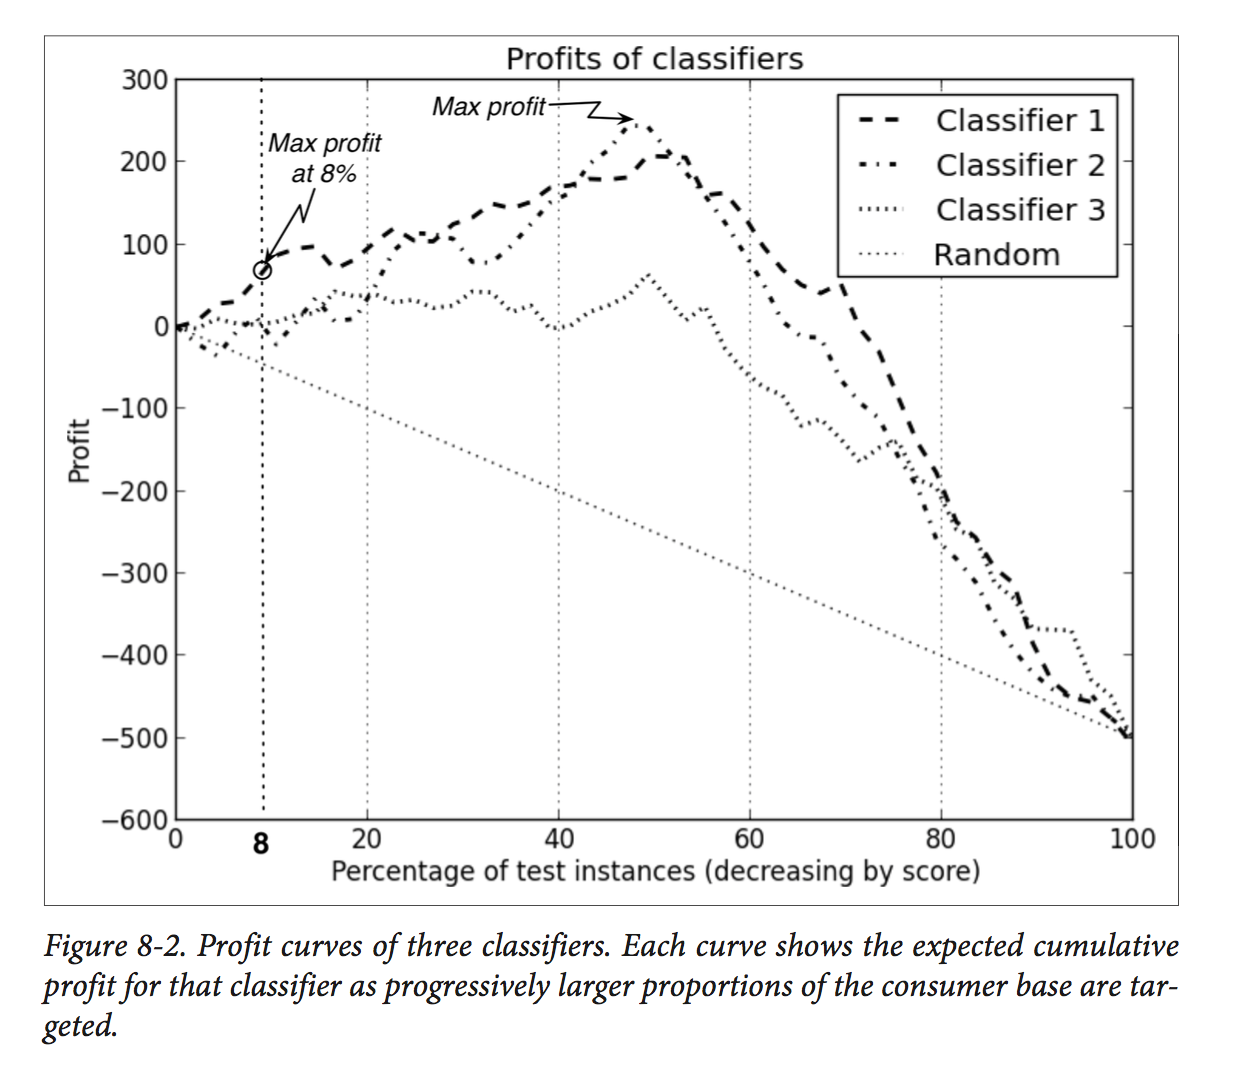 Profits of classifiers
300
200
100
0
−100
−200
−300
−400
−500
−600
Profit
Max profit
at 8%
Max profit
Classifier 1
Classifier 2
Classifier 3
Random
0
8
20
40
60
80
100
Percentage of test instances (decreasing by score)
Figure 8-2. Profit curves of three classifiers. Each curve shows the expected cumulative
profit for that classifier as progressively larger proportions of the consumer base are tar-
geted.